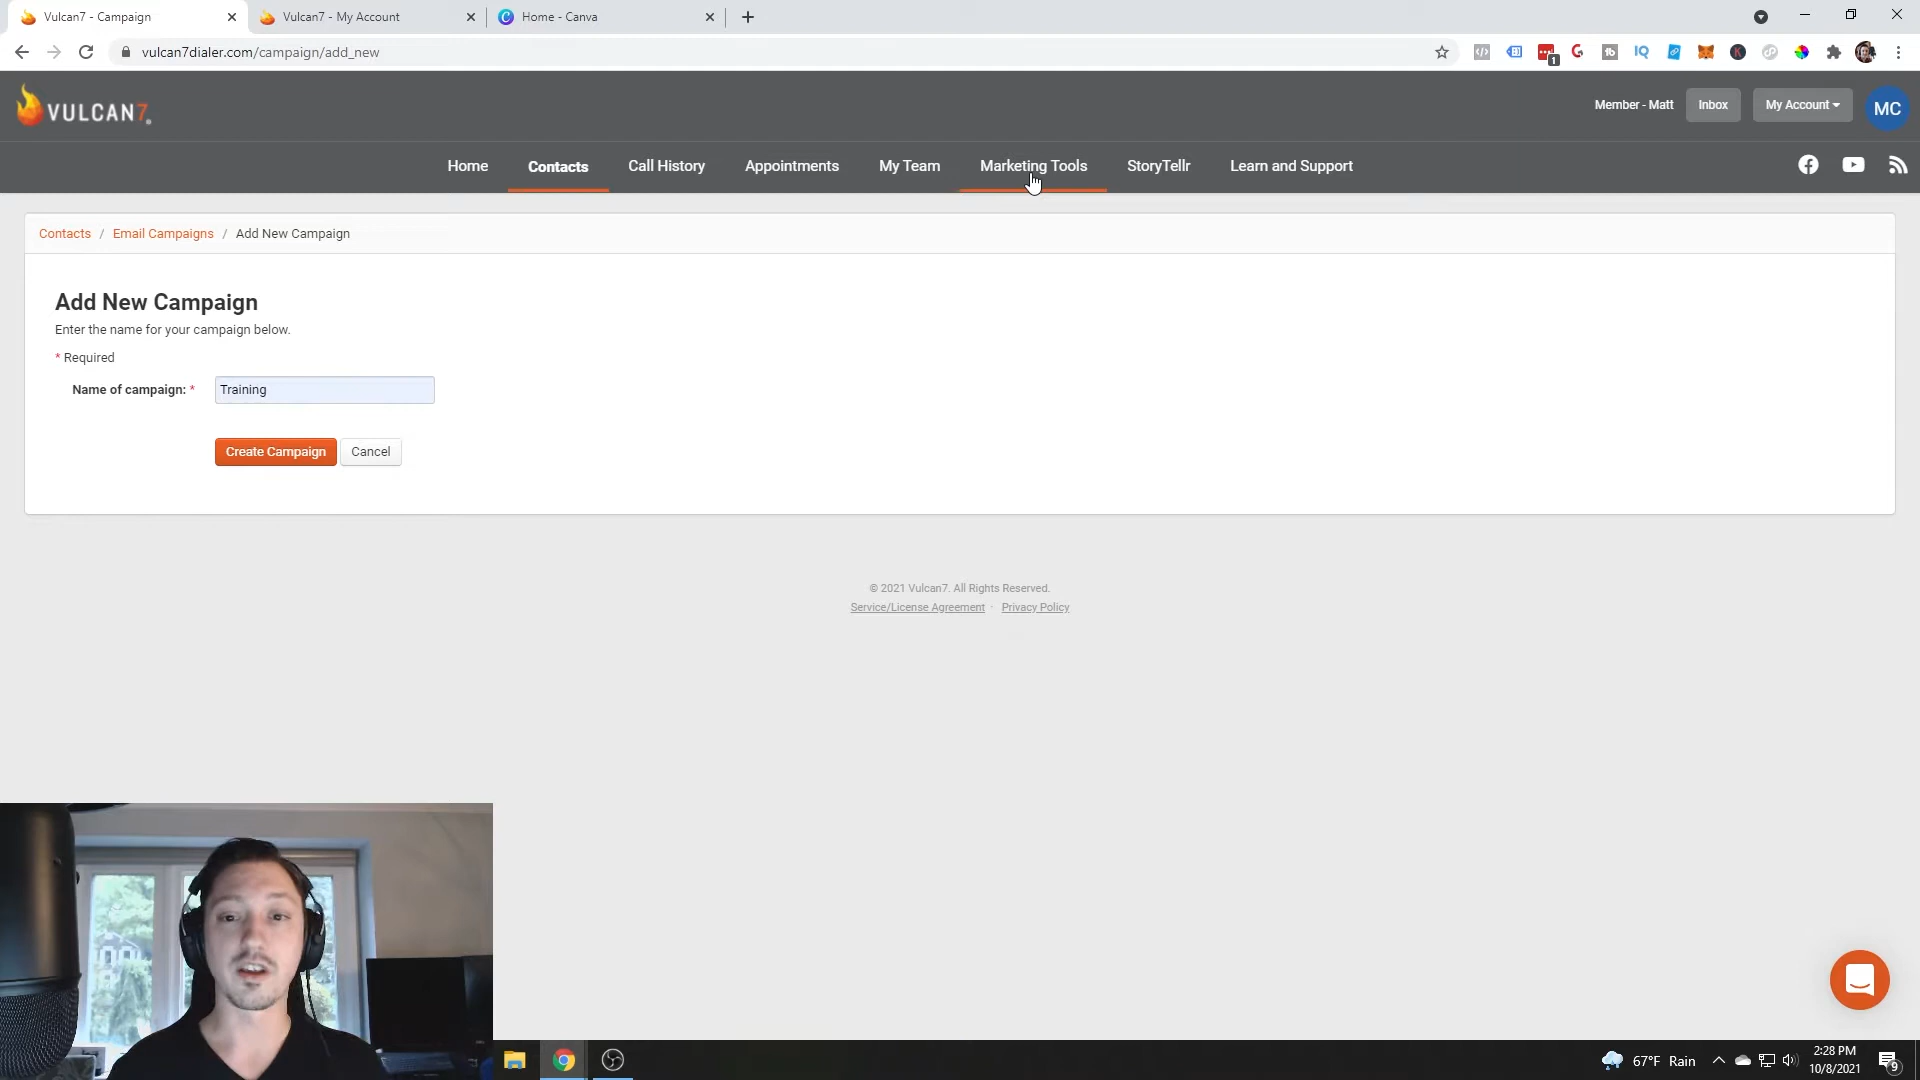 Vulcan7 - Campaign
Vulcan7 - My Account
Home - Canva
vulcan7dialer.com/campaign/add_new
1
VULCAN7
Member - Matt
Inbox
My Account
MC
Home
Contacts
Call History
Appointments
My Team
Marketing Tools
StoryTellr
Learn and Support
Contacts / Email Campaigns / Add New Campaign
Add New Campaign
Enter the name for your campaign below.
* Required
Name of campaign: * Training
Create Campaign
Cancel
© 2021 Vulcan7. All Rights Reserved.
Service/License Agreement · Privacy Policy
67°F Rain
2:28 PM
10/8/2021
9